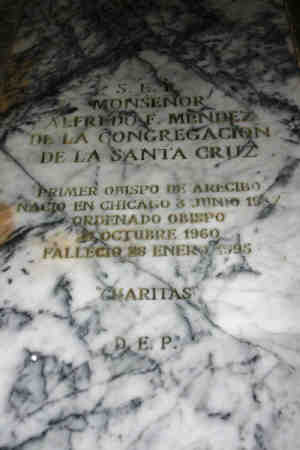 S. E. R.
MONSEÑOR
ALFREDO F. MENDEZ
DE LA CONGREGACION
DE LA SANTA CRUZ
PRIMER OBISPO DE ARECIBO
NACIO EN CHICAGO 3 JUNIO
ORDENADO OBISPO
OCTUBRE 1960
FALLECIO 28 ENERO 1995
"CHARITAS"
D. E. P.